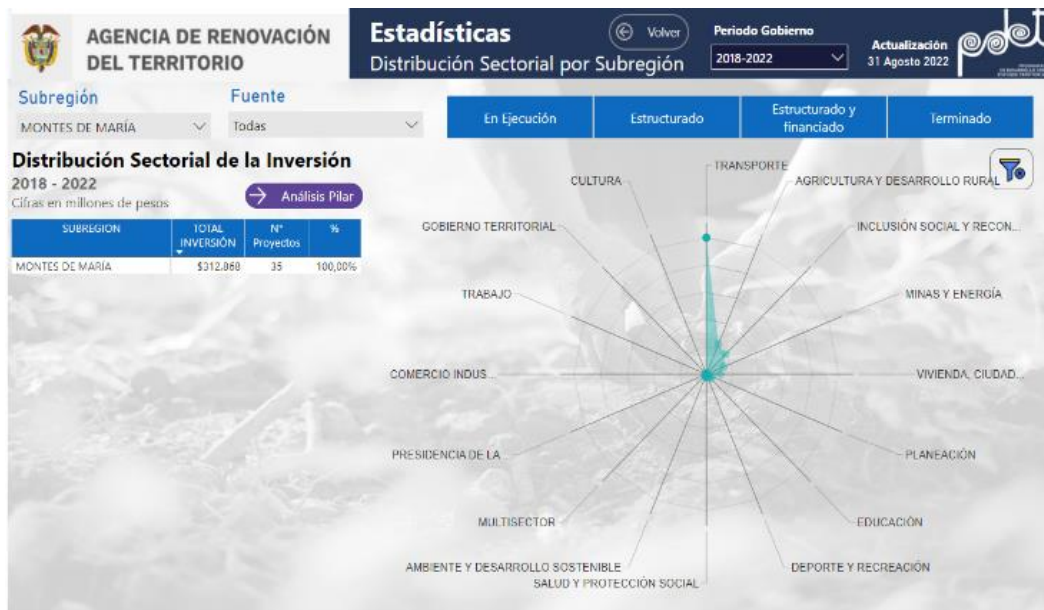 AGENCIA DE RENOVACIÓN
DEL TERRITORIO
Estadísticas
Distribución Sectorial por Subregión
Volver
Periodo Gobierno
2018-2022
Actualización
31 Agosto 2022
pdet
Subregión
MONTES DE MARÍA
Fuente
Todas
En Ejecución
Estructurado
Estructurado y
financiado
Terminado
Distribución Sectorial de la Inversión
2018 - 2022
Cifras en millones de pesos
Análisis Pilar
SUBREGION
TOTAL
INVERSIÓN
N°
Proyectos
%
MONTES DE MARÍA $312.868 35 100,00%
TRANSPORTE
CULTURA
AGRICULTURA Y DESARROLLO RURAL
GOBIERNO TERRITORIAL
INCLUSIÓN SOCIAL Y RECON...
TRABAJO
MINAS Y ENERGÍA
COMERCIO INDUS...
VIVIENDA, CIUDAD...
PRESIDENCIA DE LA...
PLANEACIÓN
MULTISECTOR
EDUCACIÓN
AMBIENTE Y DESARROLLO SOSTENIBLE
DEPORTE Y RECREACIÓN
SALUD Y PROTECCIÓN SOCIAL